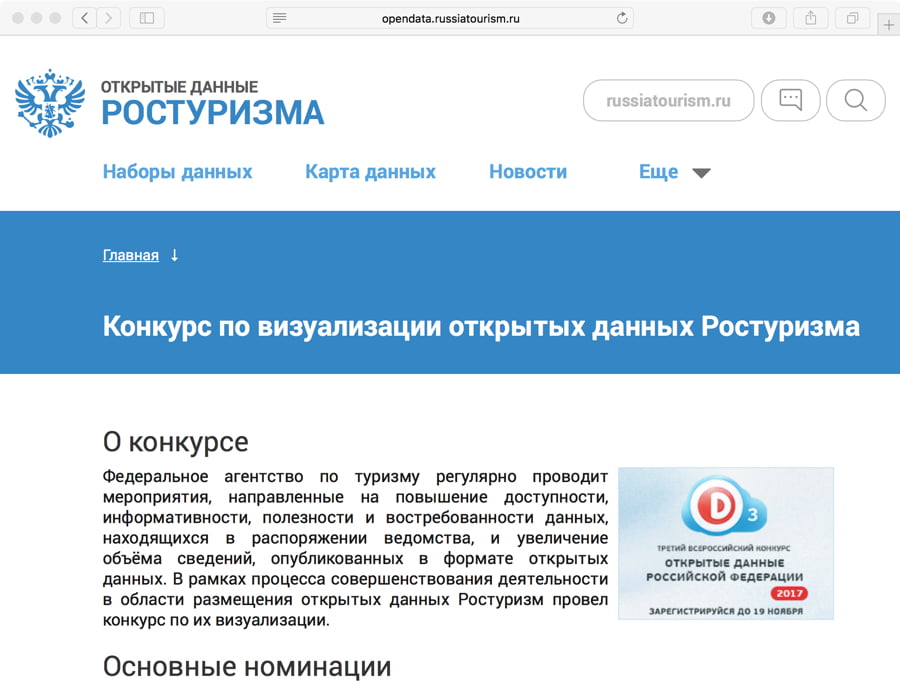 opendata.russiatourism.ru
ОТКРЫТЫЕ ДАННЫЕ
РОСТУРИЗМА
russiatourism.ru
Наборы данных Карта данных Новости Еще
Главная ↓
Конкурс по визуализации открытых данных Ростуризма
О конкурсе
Федеральное агентство по туризму регулярно проводит
мероприятия, направленные на повышение доступности,
информативности, полезности и востребованности данных,
находящихся в распоряжении ведомства, и увеличение
объёма сведений, опубликованных в формате открытых
данных. В рамках процесса совершенствования деятельности
в области размещения открытых данных Ростуризм провел
конкурс по их визуализации.
D 3
ТРЕТИЙ ВСЕРОССИЙСКИЙ КОНКУРС
ОТКРЫТЫЕ ДАННЫЕ
РОССИЙСКОЙ ФЕДЕРАЦИИ
2017
ЗАРЕГИСТРИРУЙСЯ ДО 19 НОЯБРЯ
Основные номинации